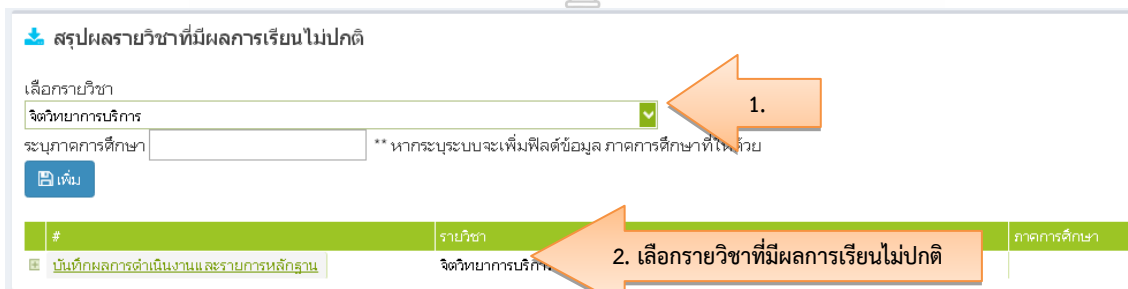 สรุปผลรายวิชาที่มีผลการเรียนไม่ปกติ
เลือกรายวิชา
จิตวิทยาการบริการ
1.
ระบุภาคการศึกษา ** หากระบุระบบจะเพิ่มฟิลด์ข้อมูล ภาคการศึกษาที่ให้ด้วย
เพิ่ม
# รายวิชา ภาคการศึกษา
บันทึกผลการดำเนินงานและรายการหลักฐาน จิตวิทยาการบริการ
2. เลือกรายวิชาที่มีผลการเรียนไม่ปกติ